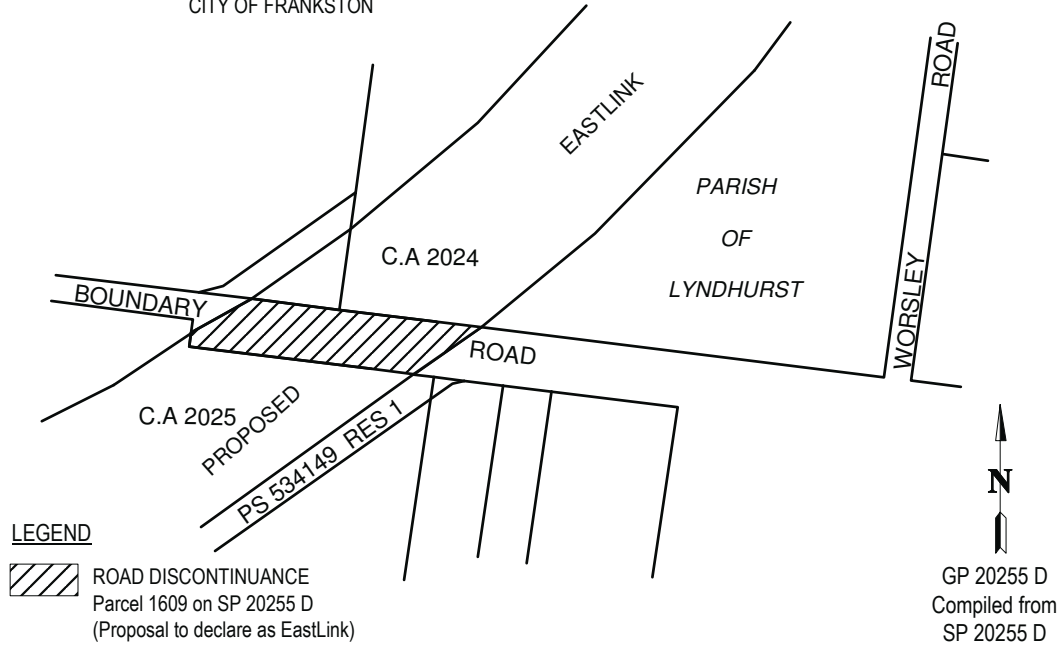 CITY OF FRANKSTON
ROAD
EASTLINK
PARISH
OF
LYNDHURST
C.A 2024
BOUNDARY
ROAD
WORSLEY
C.A 2025
PROPOSED
PS 534149 RES 1
N
LEGEND
ROAD DISCONTINUANCE
Parcel 1609 on SP 20255 D
(Proposal to declare as EastLink)
GP 20255 D
Compiled from
SP 20255 D